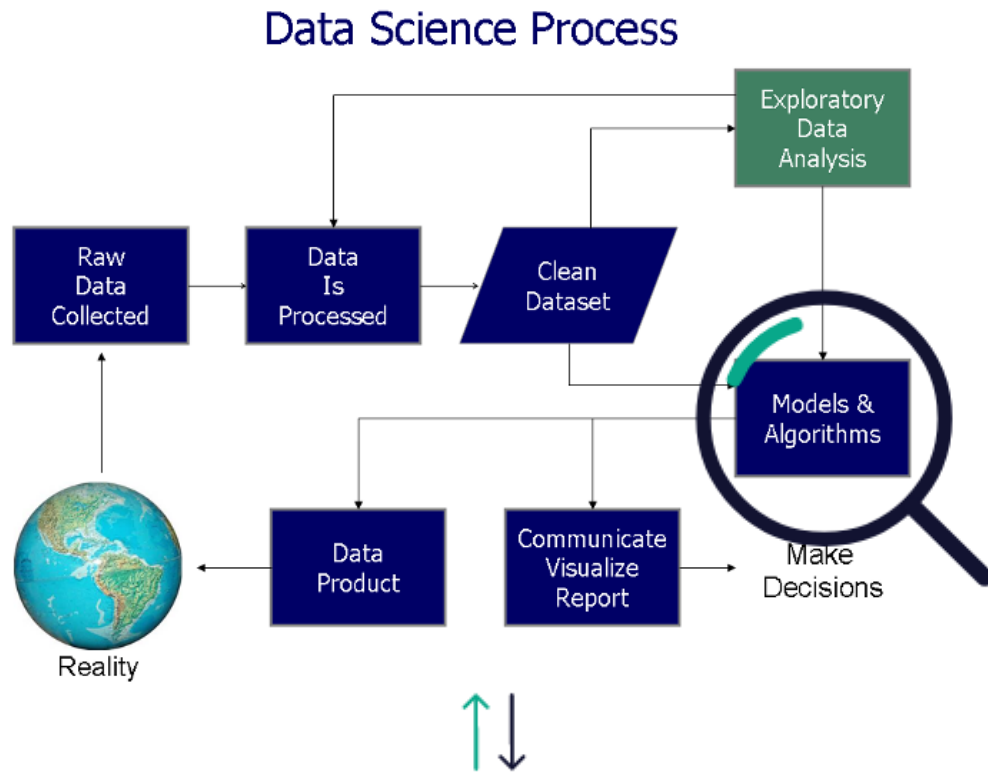 Data Science Process
Exploratory
Data
Analysis
Raw
Data
Collected
Data
Is
Processed
Clean
Dataset
Models &
Algorithms
Data
Product
Communicate
Visualize
Report
Make
Decisions
Reality